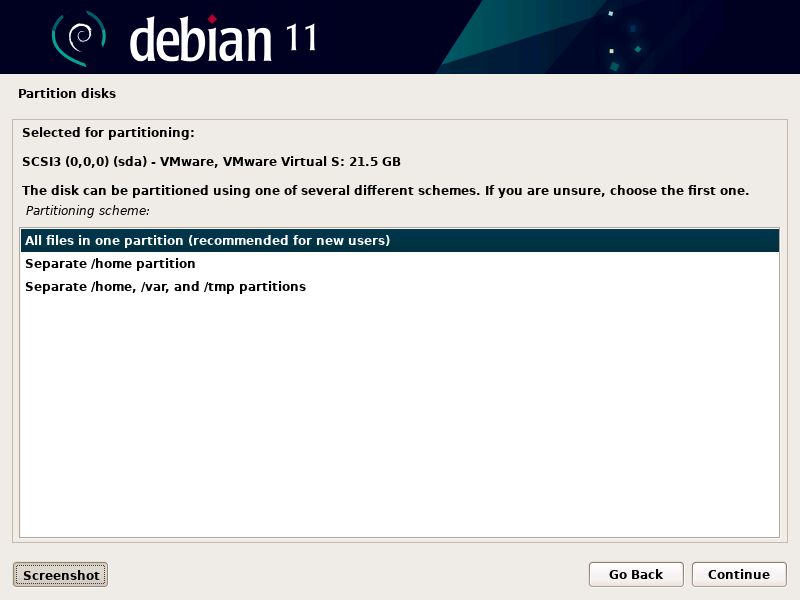 debian 11
Partition disks
Selected for partitioning:
SCSI3 (0,0,0) (sda) - VMware, VMware Virtual S: 21.5 GB
The disk can be partitioned using one of several different schemes. If you are unsure, choose the first one.
Partitioning scheme:
All files in one partition (recommended for new users)
Separate /home partition
Separate /home, /var, and /tmp partitions
Screenshot
Go Back
Continue